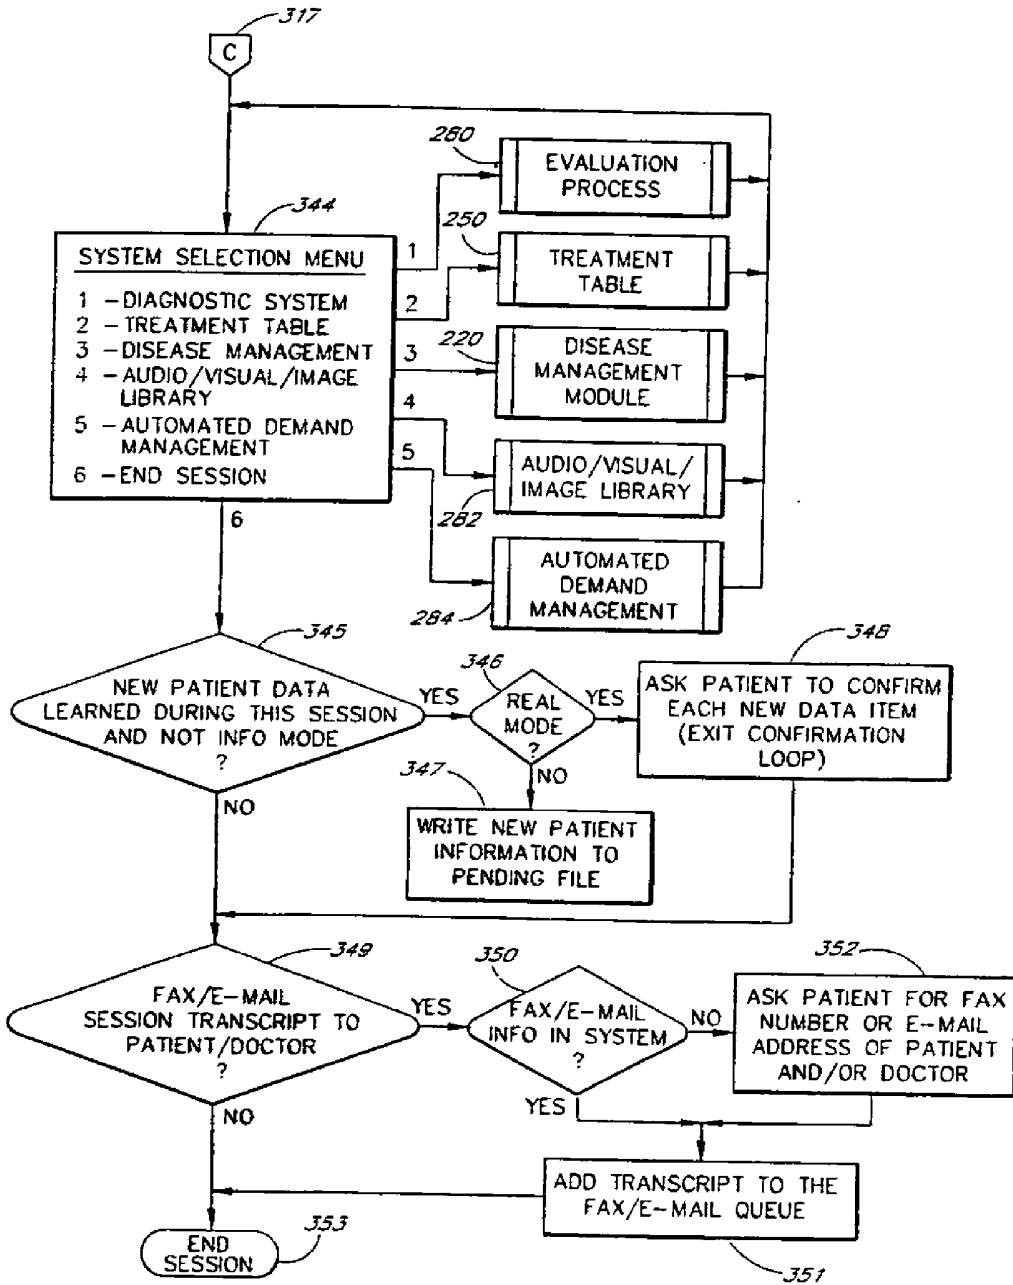 317
C
280
EVALUATION
PROCESS
344
SYSTEM SELECTION MENU
1 – DIAGNOSTIC SYSTEM
2 – TREATMENT TABLE
3 – DISEASE MANAGEMENT
4 – AUDIO/VISUAL/IMAGE
LIBRARY
5 – AUTOMATED DEMAND
MANAGEMENT
6 – END SESSION
1
2
3
4
5
6
250
TREATMENT
TABLE
220
DISEASE
MANAGEMENT
MODULE
AUDIO/VISUAL/
IMAGE LIBRARY
282
AUTOMATED
DEMAND
MANAGEMENT
284
345
NEW PATIENT DATA
LEARNED DURING THIS SESSION
AND NOT INFO MODE
?
YES
NO
346
REAL
MODE
?
YES
NO
348
ASK PATIENT TO CONFIRM
EACH NEW DATA ITEM
(EXIT CONFIRMATION
LOOP)
347
WRITE NEW PATIENT
INFORMATION TO
PENDING FILE
349
FAX/E-MAIL
SESSION TRANSCRIPT TO
PATIENT/DOCTOR
?
YES
NO
350
FAX/E-MAIL
INFO IN SYSTEM
?
NO
YES
352
ASK PATIENT FOR FAX
NUMBER OR E-MAIL
ADDRESS OF PATIENT
AND/OR DOCTOR
ADD TRANSCRIPT TO THE
FAX/E-MAIL QUEUE
351
END
SESSION
353